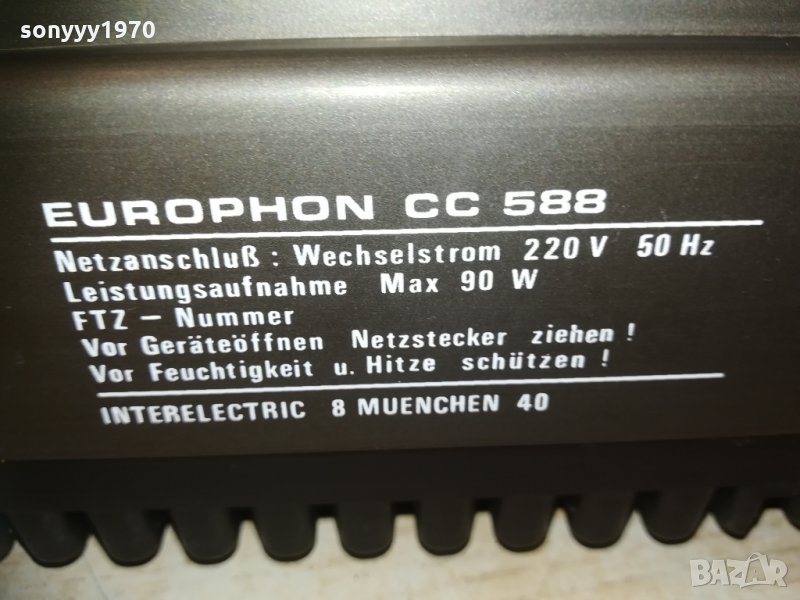 sonyyy1970
EUROPHON CC 588
Netzanschluß : Wechselstrom 220 V 50 Hz
Leistungsaufnahme Max 90 W
FTZ – Nummer
Vor Geräteöffnen Netzstecker ziehen !
Vor Feuchtigkeit u. Hitze schützen !
INTERELECTRIC 8 MUENCHEN 40
BAZAR